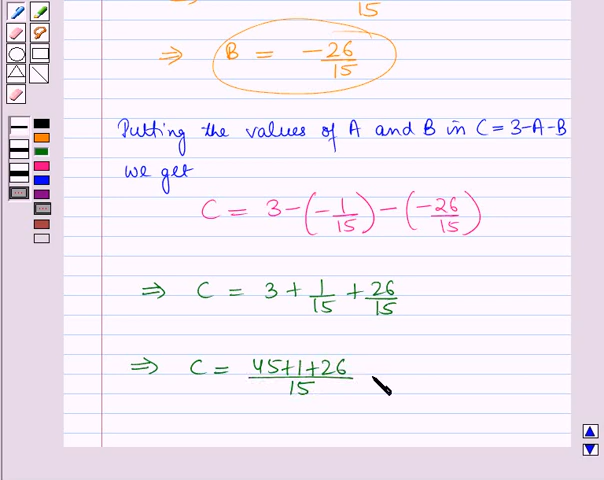 15
⇒ B = -26/15
Putting the values of A and B in C = 3-A-B
we get
C = 3-(-1/15)-(-26/15)
⇒ C = 3+1/15+26/15
⇒ C = 45+1+26/15